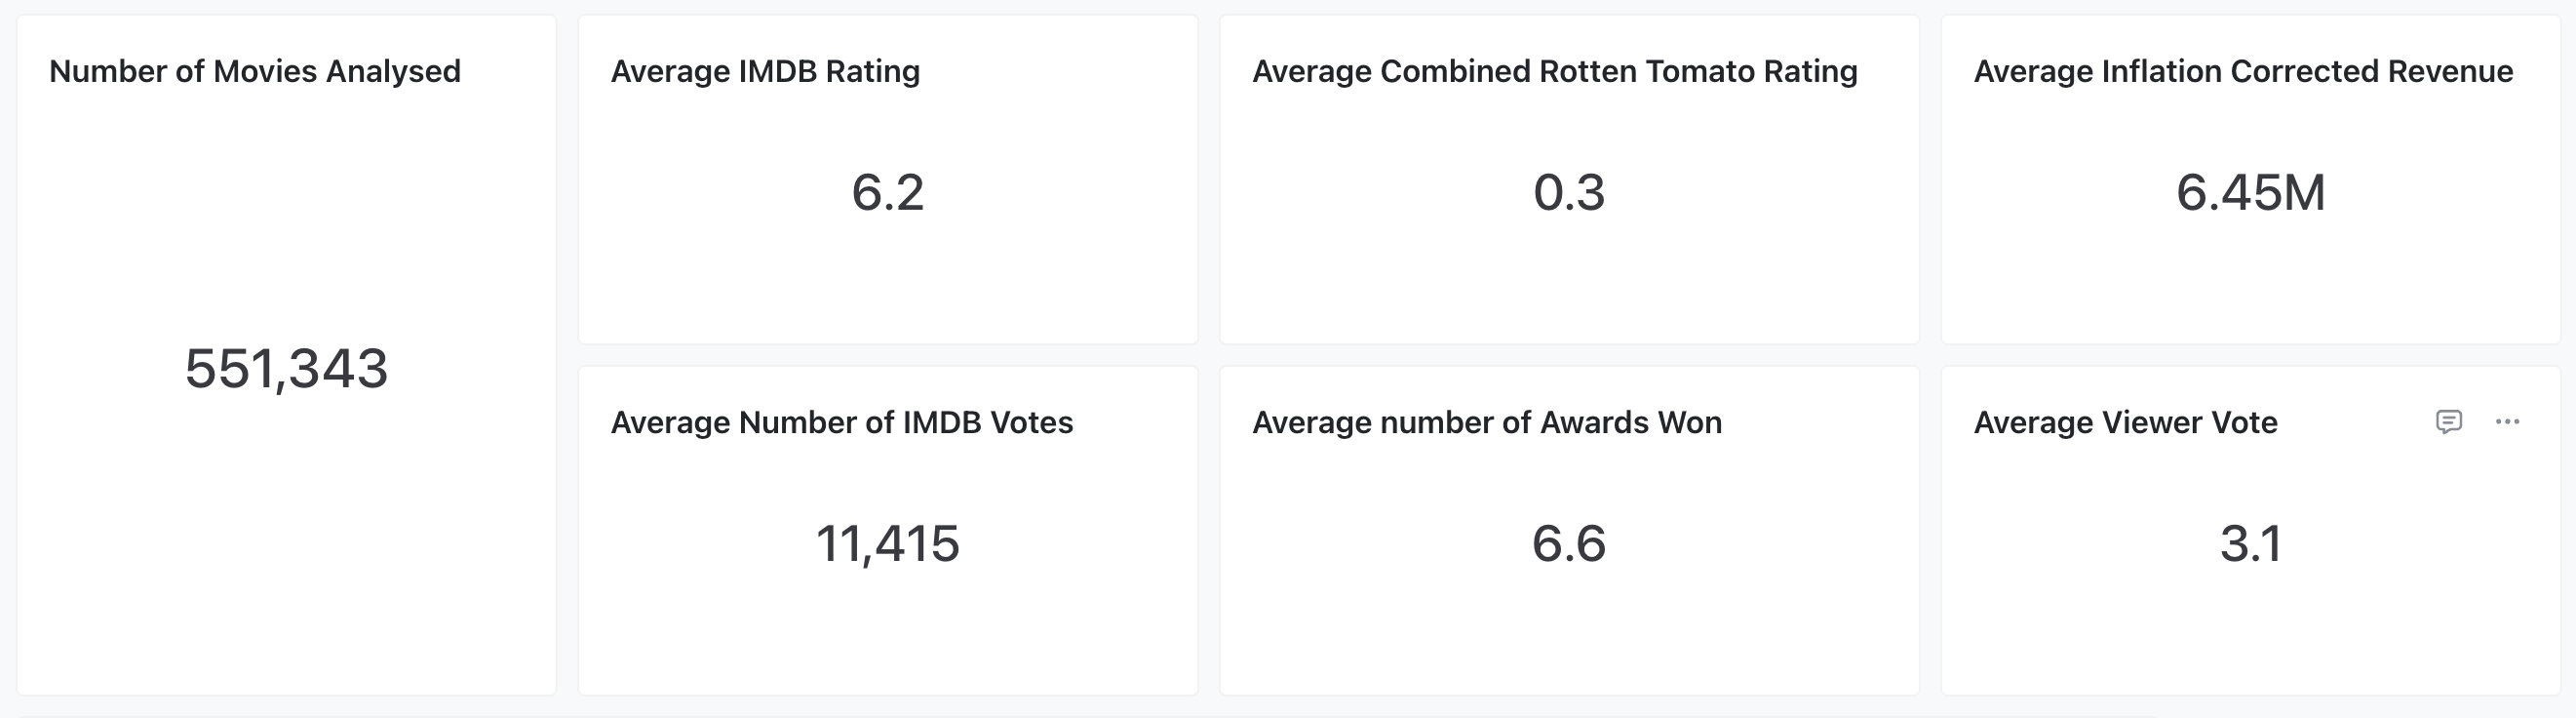 Number of Movies Analysed
551,343
Average IMDB Rating
6.2
Average Combined Rotten Tomato Rating
0.3
Average Inflation Corrected Revenue
6.45M
Average Number of IMDB Votes
11,415
Average number of Awards Won
6.6
Average Viewer Vote
3.1